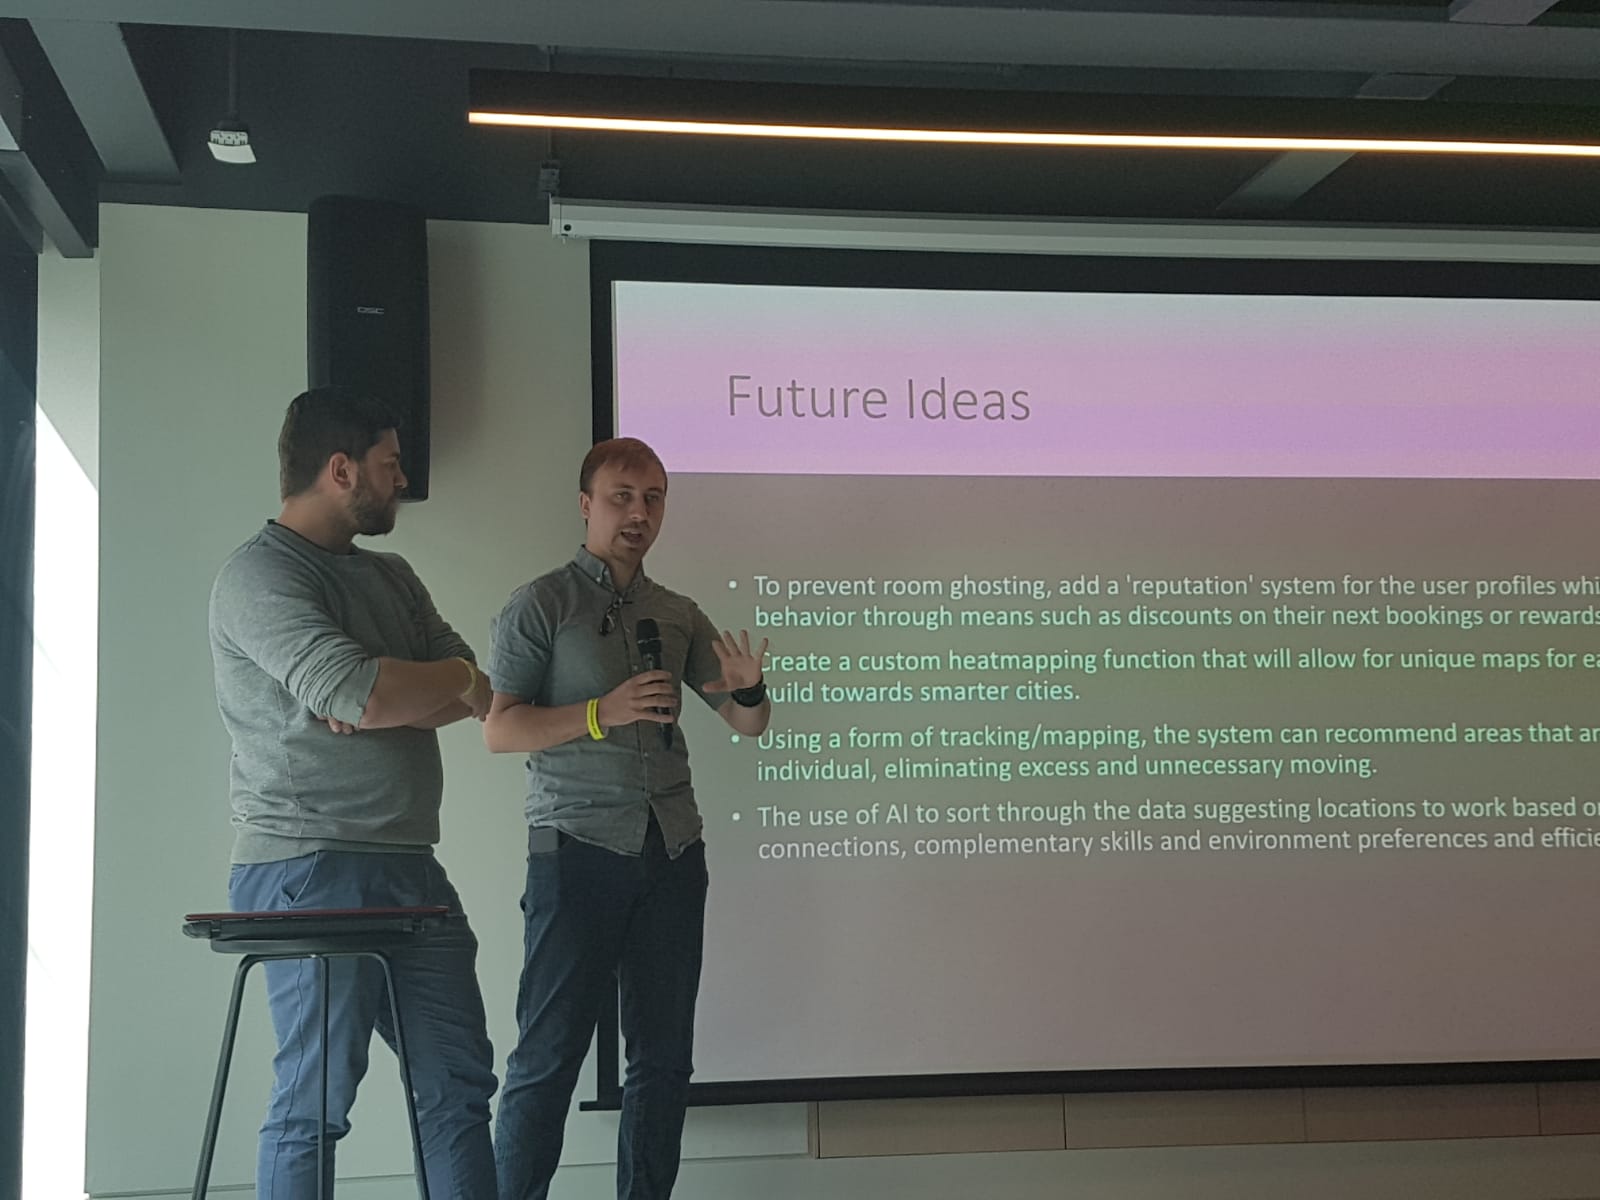 QSC
Future Ideas
• To prevent room ghosting, add a 'reputation' system for the user profiles
behavior through means such as discounts on their next bookings or rewards
Create a custom heatmapping function that will allow for unique maps for
build towards smarter cities.
• Using a form of tracking/mapping, the system can recommend areas that
individual, eliminating excess and unnecessary moving.
• The use of AI to sort through the data suggesting locations to work based
connections, complementary skills and environment preferences and